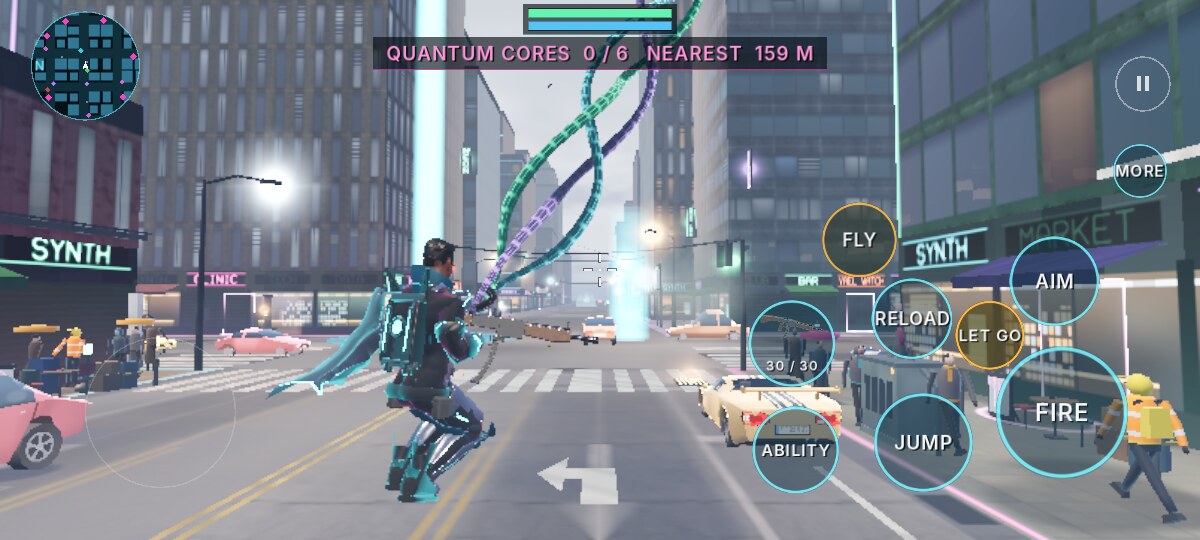 QUANTUM CORES 0 / 6 NEAREST 159 M
N
MORE
FLY
SYNTH
SYNTH
MARKET
CLINIC
BAR
AIM
RELOAD
LET GO
30 / 30
FIRE
ABILITY
JUMP